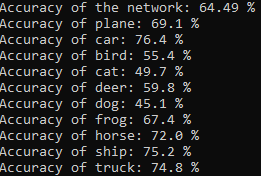 Accuracy of the network: 64.49 %
Accuracy of plane: 69.1 %
Accuracy of car: 76.4 %
Accuracy of bird: 55.4 %
Accuracy of cat: 49.7 %
Accuracy of deer: 59.8 %
Accuracy of dog: 45.1 %
Accuracy of frog: 67.4 %
Accuracy of horse: 72.0 %
Accuracy of ship: 75.2 %
Accuracy of truck: 74.8 %